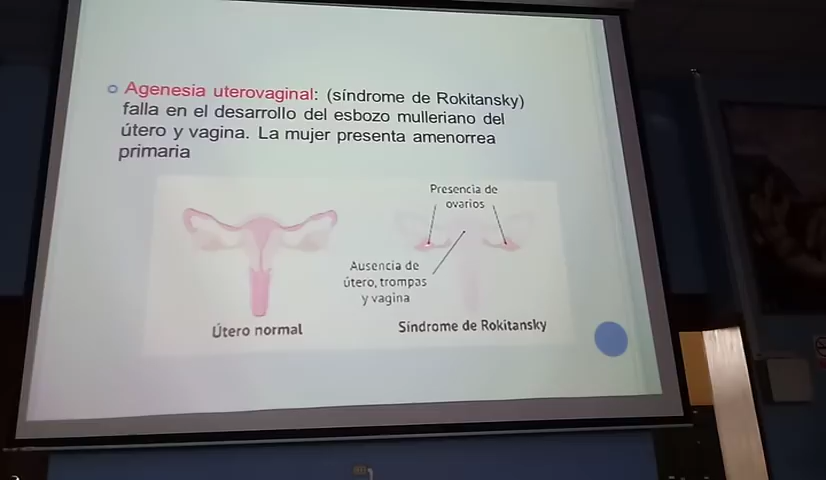 Agenesia uterovaginal: (síndrome de Rokitansky)
falla en el desarrollo del esbozo mulleriano del
útero y vagina. La mujer presenta amenorrea
primaria
Presencia de
ovarios
Ausencia de
útero, trompas
y vagina
Útero normal
Síndrome de Rokitansky